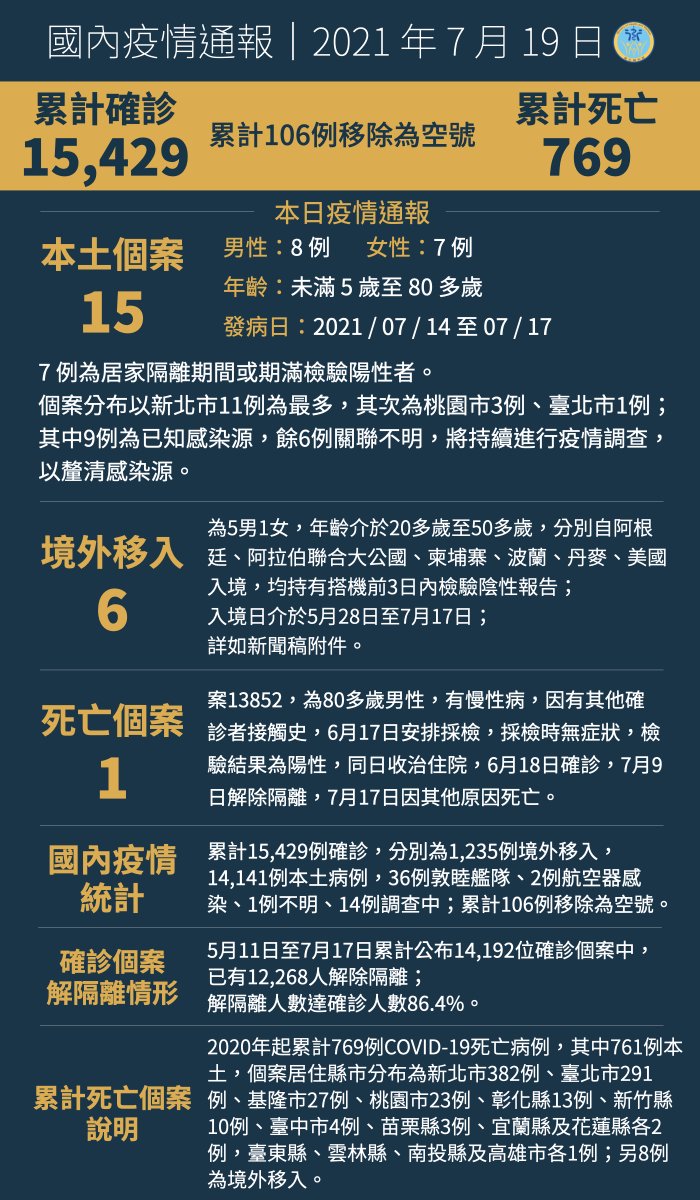 國內疫情通報｜2021 年 7 月 19 日
累計確診
15,429
累計106例移除為空號
累計死亡
769
本日疫情通報
本土個案
15
男性：8 例 女性：7 例
年齡：未滿 5 歲至 80 多歲
發病日：2021 / 07 / 14 至 07 / 17
7 例為居家隔離期間或期滿檢驗陽性者。
個案分布以新北市11例為最多，其次為桃園市3例、臺北市1例；
其中9例為已知感染源，餘6例關聯不明，將持續進行疫情調查，
以釐清感染源。
境外移入
6
為5男1女，年齡介於20多歲至50多歲，分別自阿根
廷、阿拉伯聯合大公國、柬埔寨、波蘭、丹麥、美國
入境，均持有搭機前3日內檢驗陰性報告；
入境日介於5月28日至7月17日；
詳如新聞稿附件。
死亡個案
1
案13852，為80多歲男性，有慢性病，因有其他確
診者接觸史，6月17日安排採檢，採檢時無症狀，檢
驗結果為陽性，同日收治住院，6月18日確診，7月9
日解除隔離，7月17日因其他原因死亡。
國內疫情
統計
累計15,429例確診，分別為1,235例境外移入，
14,141例本土病例，36例敦睦艦隊、2例航空器感
染、1例不明、14例調查中；累計106例移除為空號。
確診個案
解隔離情形
5月11日至7月17日累計公布14,192位確診個案中，
已有12,268人解除隔離；
解隔離人數達確診人數86.4%。
累計死亡個案
說明
2020年起累計769例COVID-19死亡病例，其中761例本
土，個案居住縣市分布為新北市382例、臺北市291
例、基隆市27例、桃園市23例、彰化縣13例、新竹縣
10例、臺中市4例、苗栗縣3例、宜蘭縣及花蓮縣各2
例，臺東縣、雲林縣、南投縣及高雄市各1例；另8例
為境外移入。